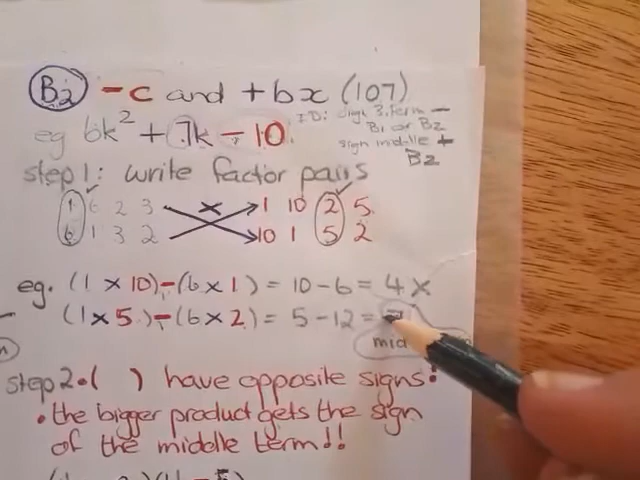 B2 -c and +bx (107)
ID: sign 3. term -
B1 or B2
sign middle +
B2
eg 6k² + 7k - 10
step1: write factor pairs
1 6 2 3 x 1 10 2 5
6 1 3 2 10 1 5 2
eg. (1 x 10) - (6 x 1) = 10 - 6 = 4 x
(1 x 5) - (6 x 2) = 5 - 12 =
mid
step 2 • ( ) have opposite signs!
• the bigger product gets the sign
of the middle term!!